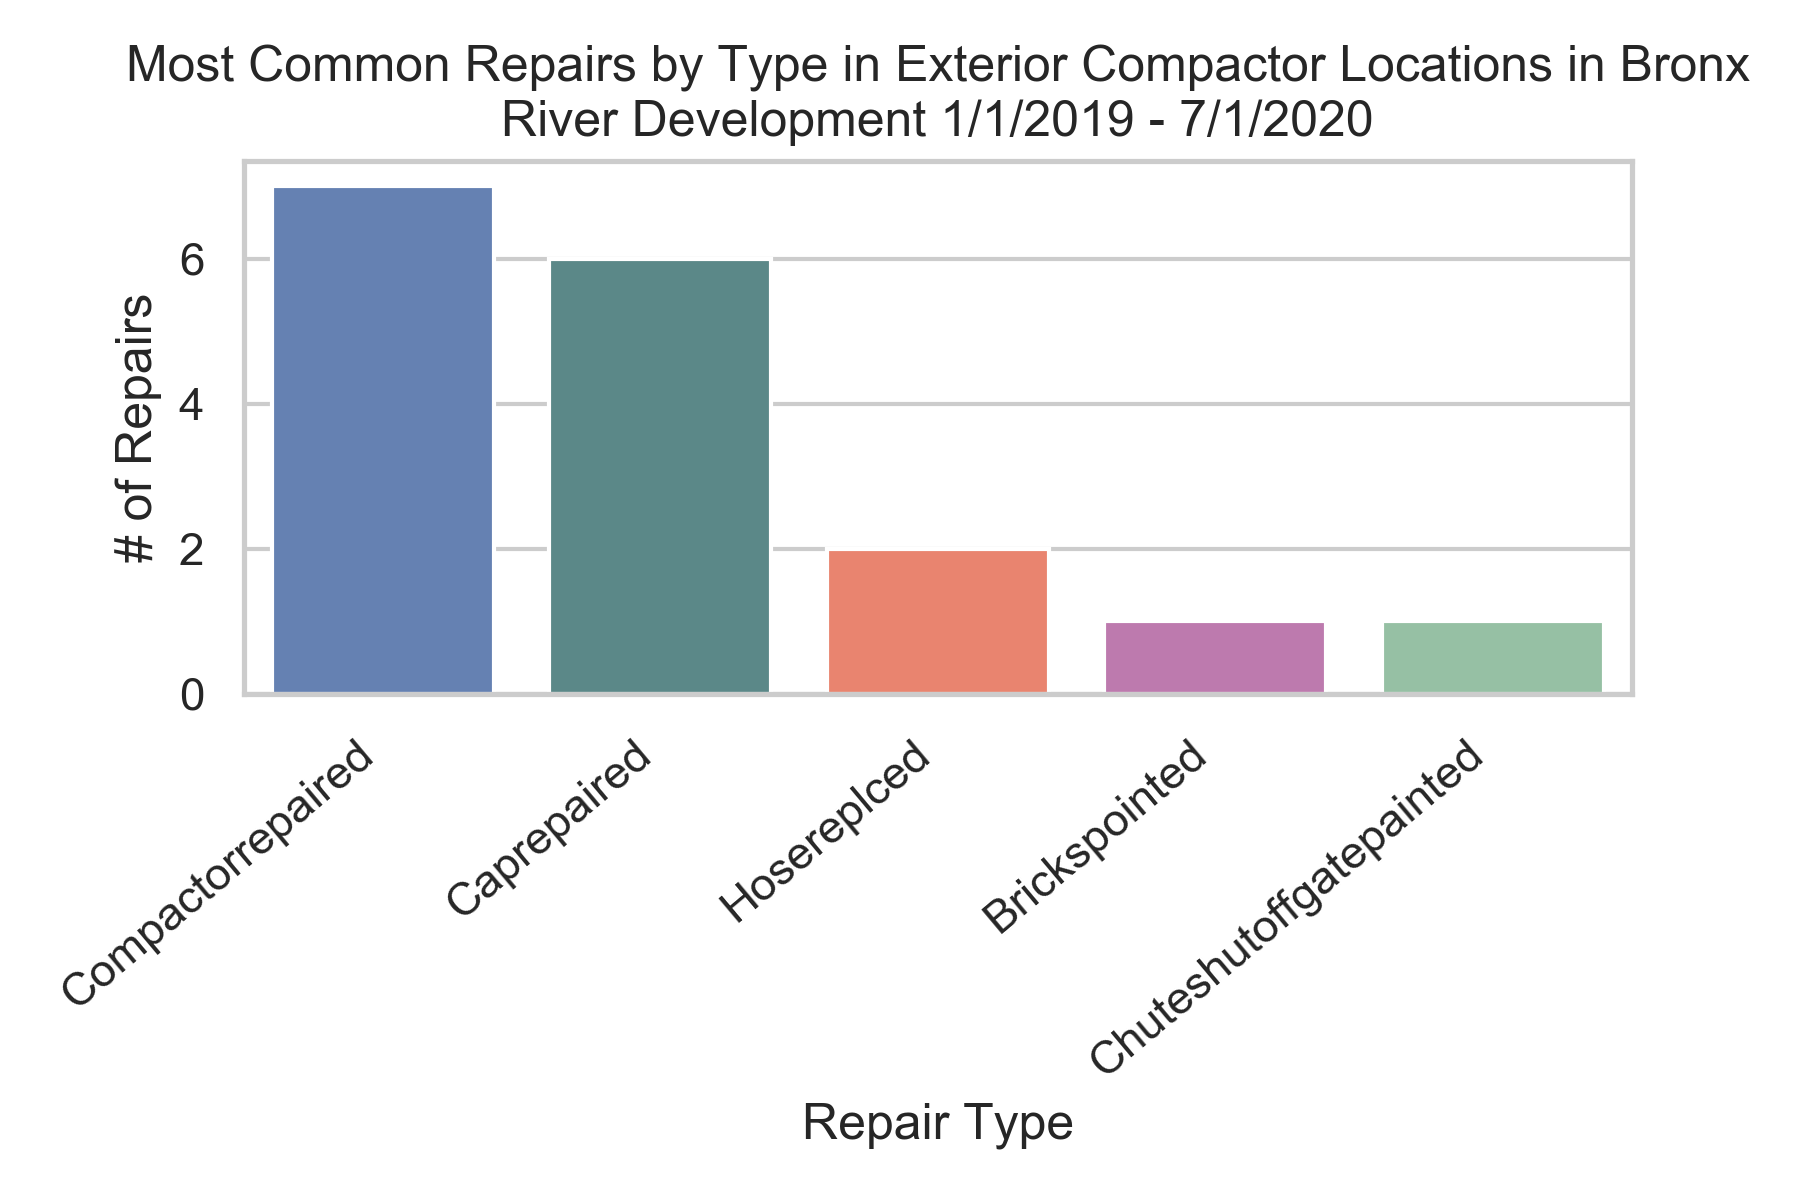 Most Common Repairs by Type in Exterior Compactor Locations in Bronx
River Development 1/1/2019 - 7/1/2020
# of Repairs
6
4
2
0
Compactorrepaired
Caprepaired
Hosereplced
Brickspointed
Chuteshutoffgatepainted
Repair Type